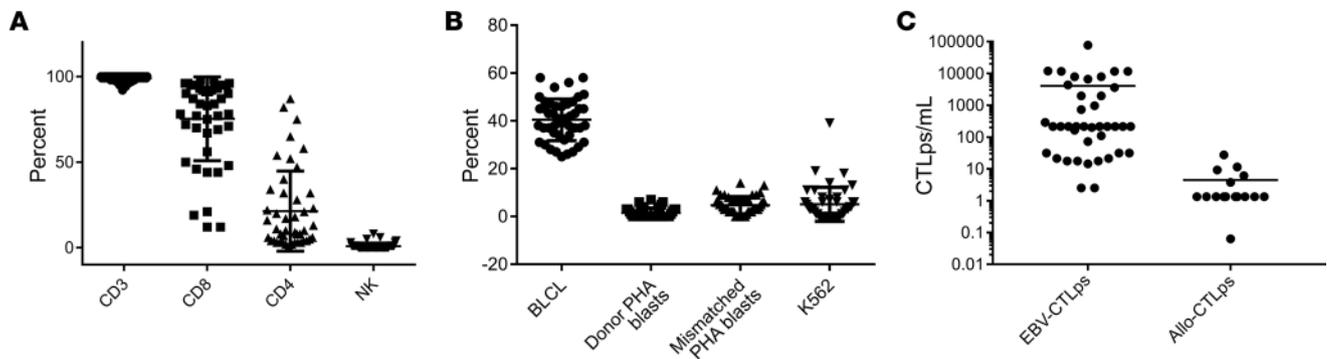 A
Percent
100
50
0
CD3
CD8
CD4
NK
B
Percent
80
60
40
20
0
-20
BLCL
Donor PHA
blasts
Mismatched
PHA blasts
K562
C
CTLps/mL
100000
10000
1000
100
10
1
0.1
0.01
EBV-CTLps
Allo-CTLps